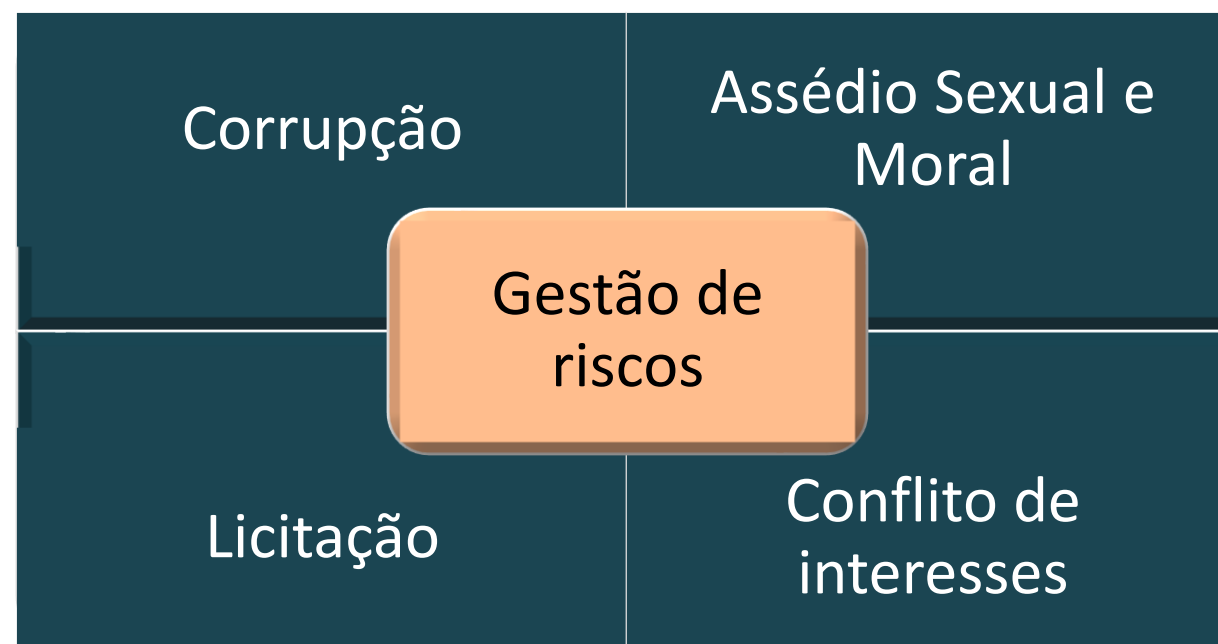 Corrupção
Assédio Sexual e
Moral
Gestão de
riscos
Licitação
Conflito de
interesses